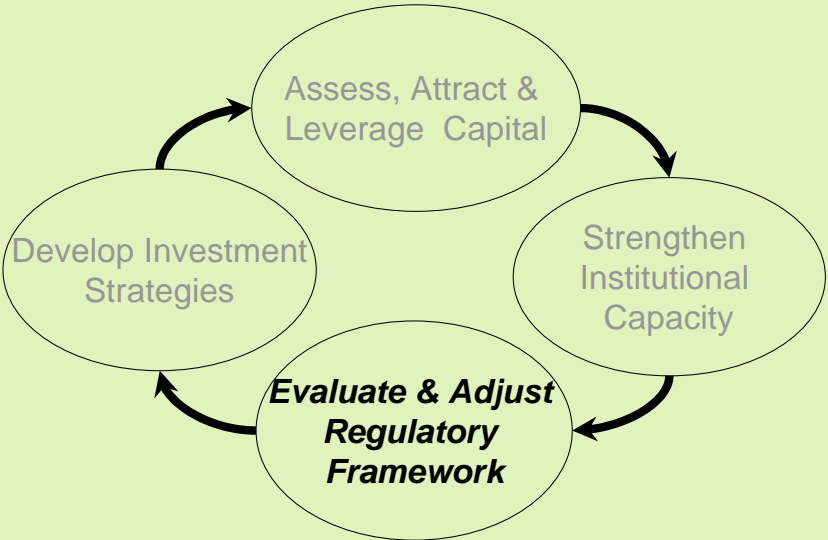 Assess, Attract &
Leverage Capital
Develop Investment
Strategies
Strengthen
Institutional
Capacity
Evaluate & Adjust
Regulatory
Framework